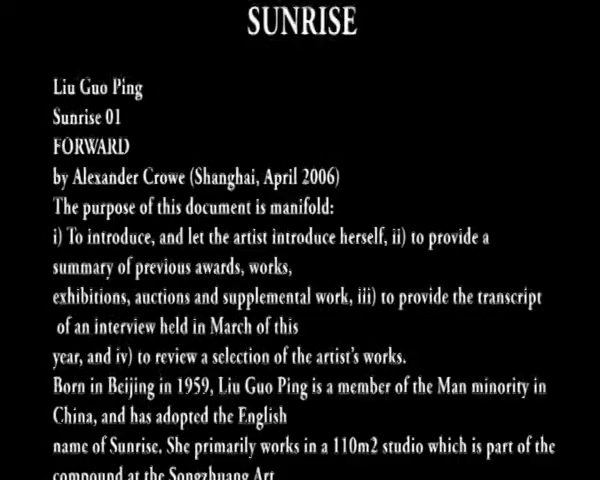 SUNRISE
Liu Guo Ping
Sunrise 01
FORWARD
by Alexander Crowe (Shanghai, April 2006)
The purpose of this document is manifold:
i) To introduce, and let the artist introduce herself, ii) to provide a
summary of previous awards, works,
exhibitions, auctions and supplemental work, iii) to provide the transcript
of an interview held in March of this
year, and iv) to review a selection of the artist's works.
Born in Beijing in 1959, Liu Guo Ping is a member of the Man minority in
China, and has adopted the English
name of Sunrise. She primarily works in a 110m2 studio which is part of the
compound at the Songzhuang Art